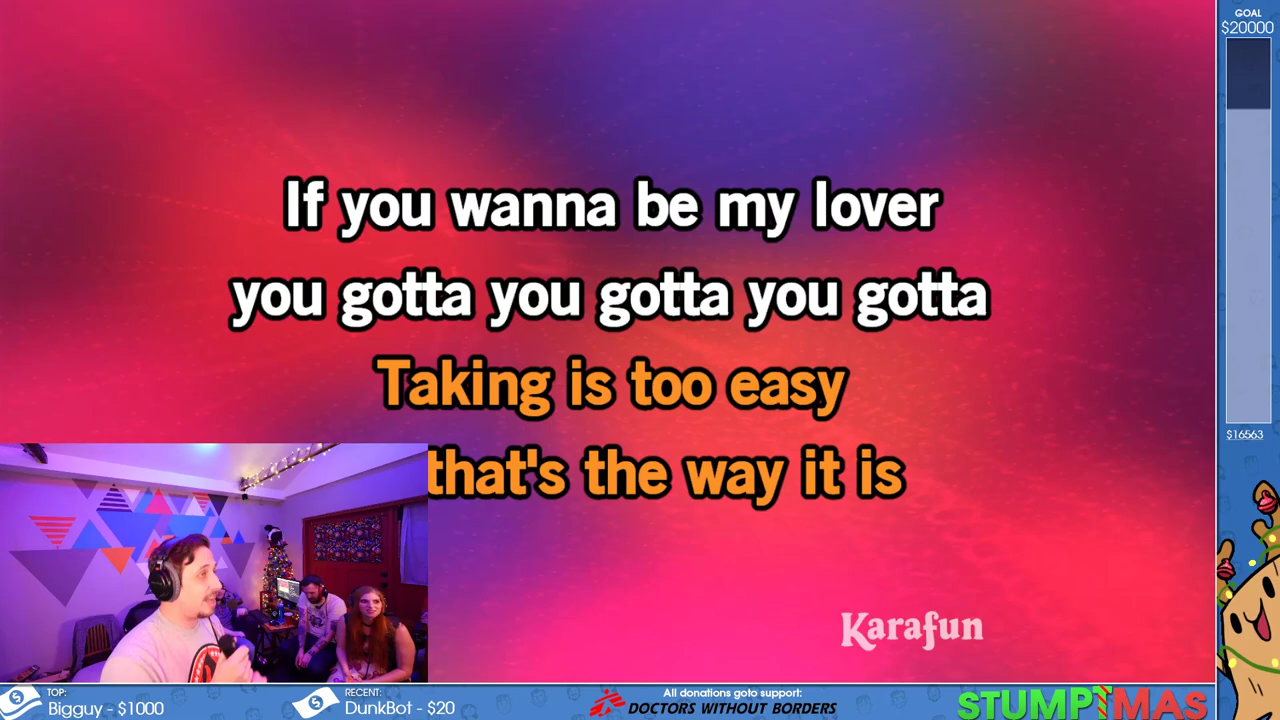 If you wanna be my lover
you gotta you gotta you gotta
Taking is too easy
that's the way it is
Karafun
GOAL
$20000
$16563
TOP:
Bigguy - $1000
RECENT:
DunkBot - $20
All donations goto support:
DOCTORS WITHOUT BORDERS
STUMPTMAS